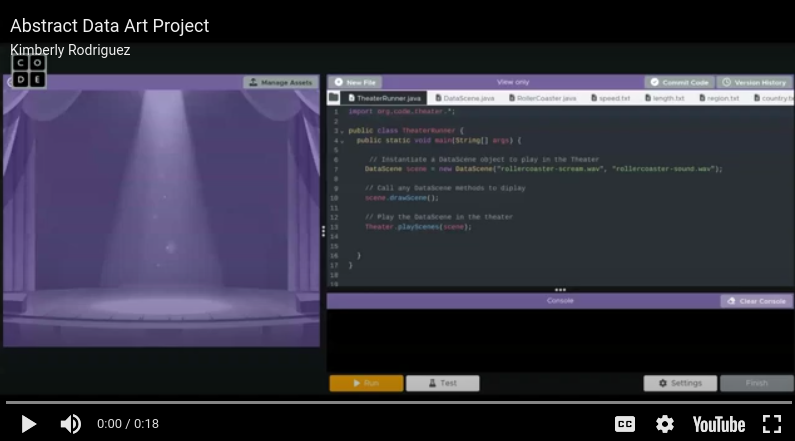 Abstract Data Art Project
Kimberly Rodriguez
C O
D E
Manage Assets
New File
View only
Commit Code
Version History
TheaterRunner.java
DataScene.java
RollerCoaster.java
speed.txt
length.txt
region.txt
country.tx
1 import org.code.theater.*;
2
3 public class TheaterRunner {
4 public static void main(String[] args) {
5
6 // Instantiate a DataScene object to play in the Theater
7 DataScene scene = new DataScene("rollercoaster-scream.wav", "rollercoaster-sound.wav");
8
9 // Call any DataScene methods to diplay
10 scene.drawScene();
11
12 // Play the DataScene in the theater
13 Theater.playScenes(scene);
14
15
16 }
17 }
18
19
Console
Clear Console
Run
Test
Settings
Finish
0:00 / 0:18
CC
YouTube